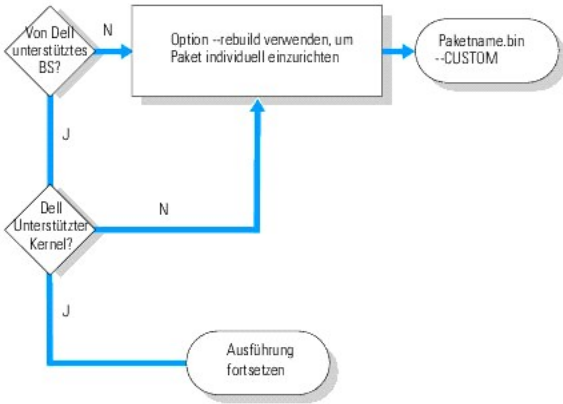 Von Dell
unterstütztes
BS?
N
Option --rebuild verwenden, um
Paket individuell einzurichten
Paketname.bin
--CUSTOM
J
Dell
Unterstützter
Kernel?
N
J
Ausführung
fortsetzen